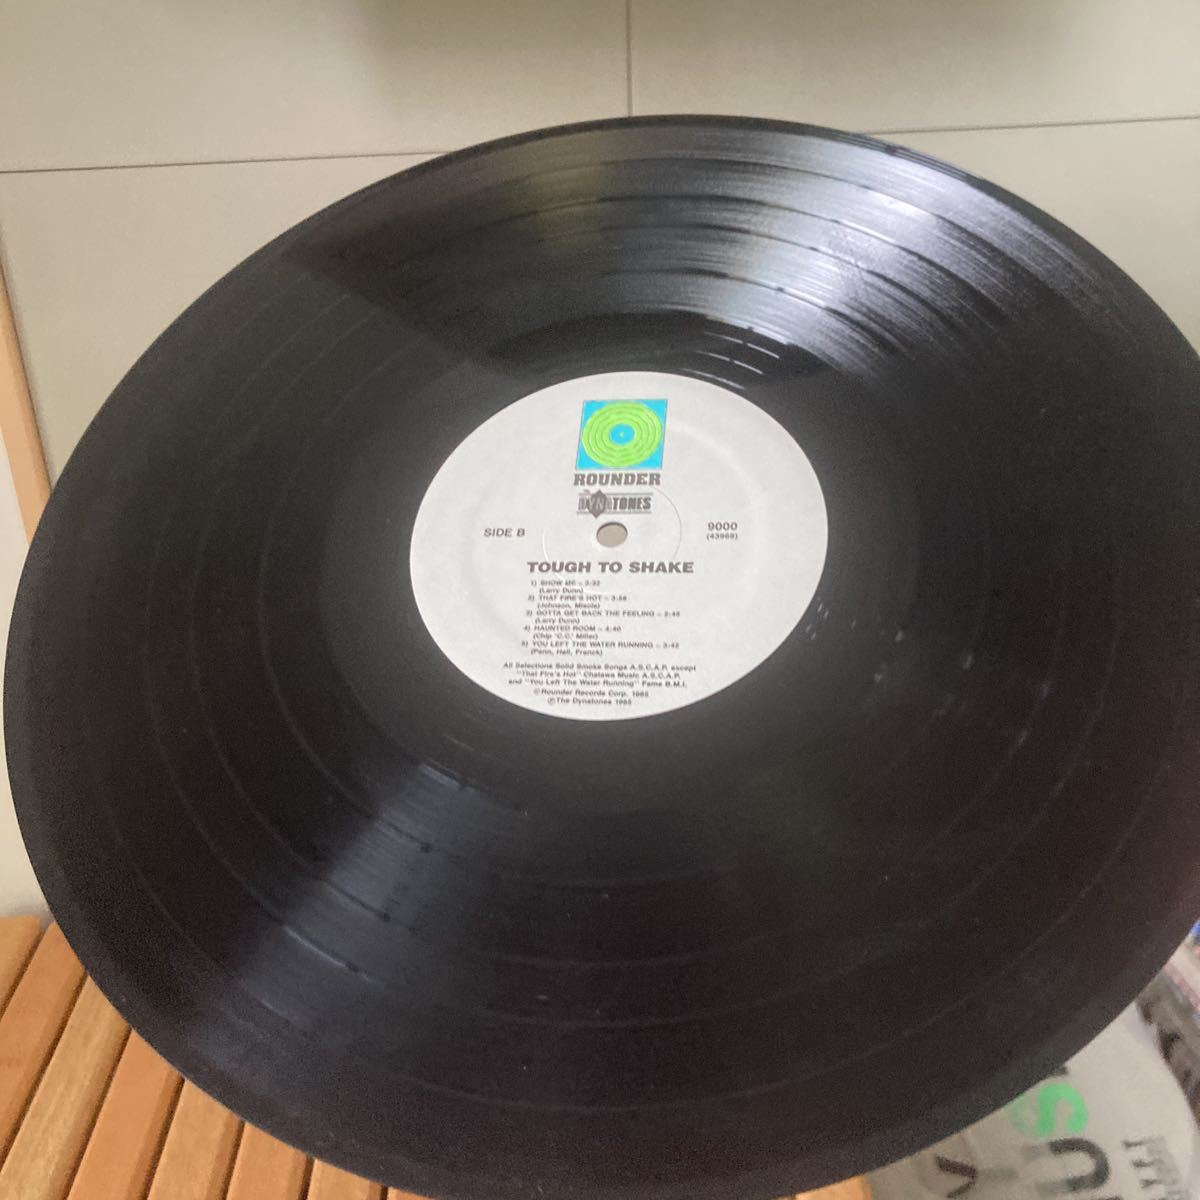 ROUNDER
DYNATONES
SIDE B
9000
(43968)
TOUGH TO SHAKE
1) SHOW ME – 3:32
(Larry Dunn)
2) THAT FIRE'S HOT – 3:58
(Johnson, Misole)
3) GOTTA GET BACK THE FEELING – 2:45
(Larry Dunn)
4) HAUNTED ROOM – 4:40
(Chip "C.C." Miller)
5) YOU LEFT THE WATER RUNNING – 3:42
(Penn, Hall, Franck)
All Selections Solid Smoke Songs A.S.C.A.P. except
"That Fire's Hot" Chalawa Music A.S.C.A.P.
and "You Left The Water Running" Fame B.M.I.
©Rounder Records Corp. 1985
℗The Dynatones 1985